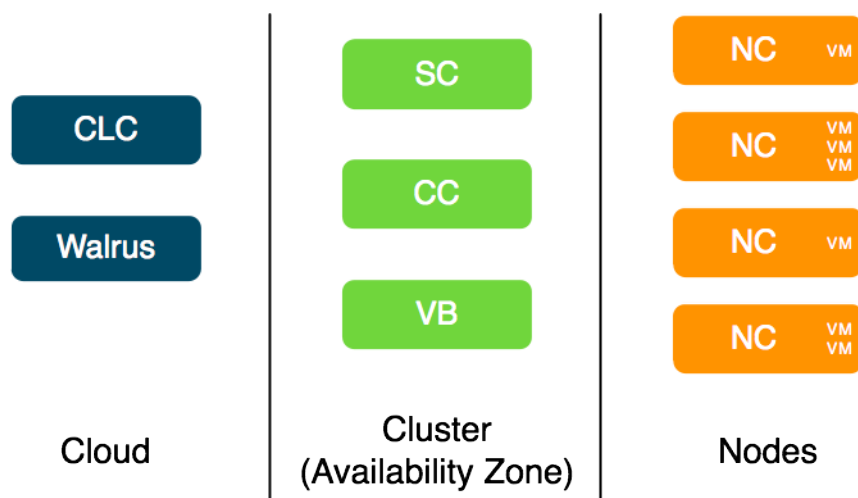 CLC
Walrus
Cloud
SC
CC
VB
Cluster
(Availability Zone)
NC VM
NC VM
VM
VM
NC VM
NC VM
VM
Nodes